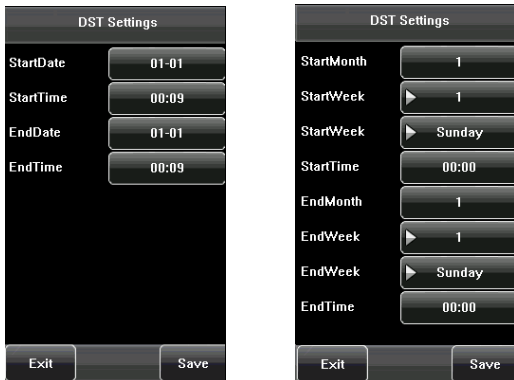 DST Settings
StartDate 01-01
StartTime 00:09
EndDate 01-01
EndTime 00:09
Exit Save
DST Settings
StartMonth 1
StartWeek 1
StartWeek Sunday
StartTime 00:00
EndMonth 1
EndWeek 1
EndWeek Sunday
EndTime 00:00
Exit Save